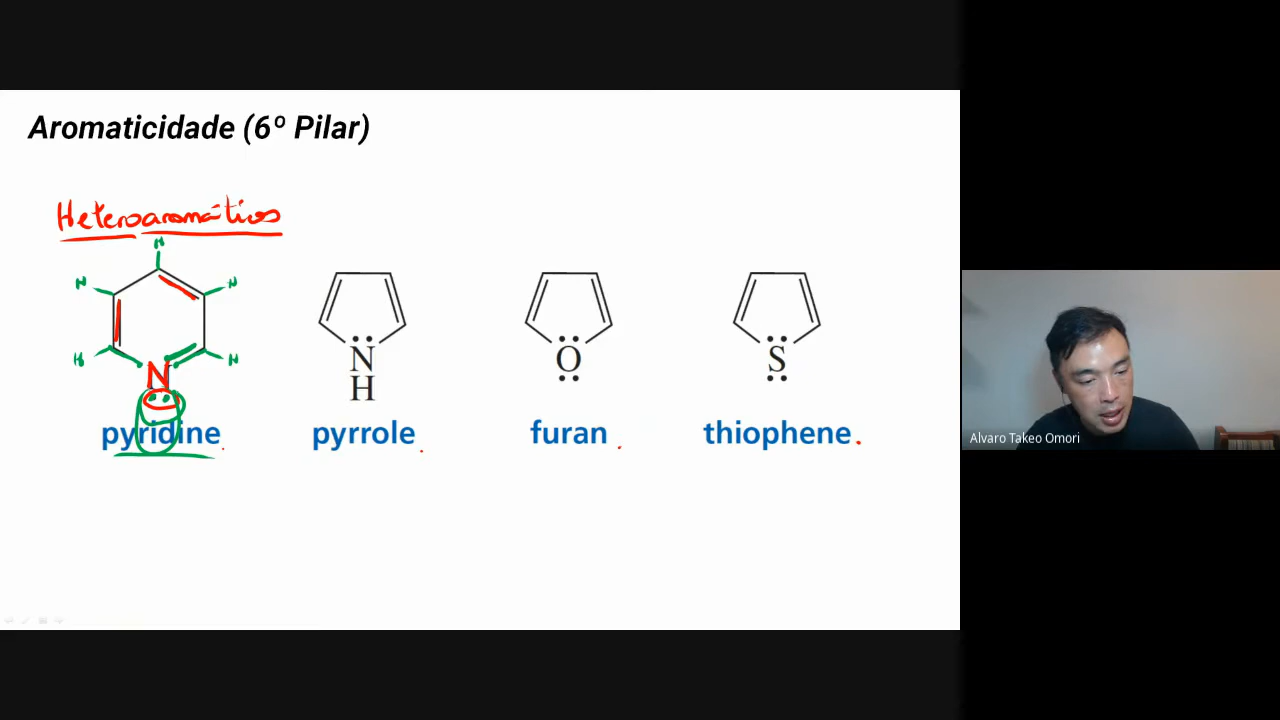 Aromaticidade (6º Pilar)
Heteroaromáticos
H
H H
H H
N N O S
H
pyridine. pyrrole. furan. thiophene.
Alvaro Takeo Omori